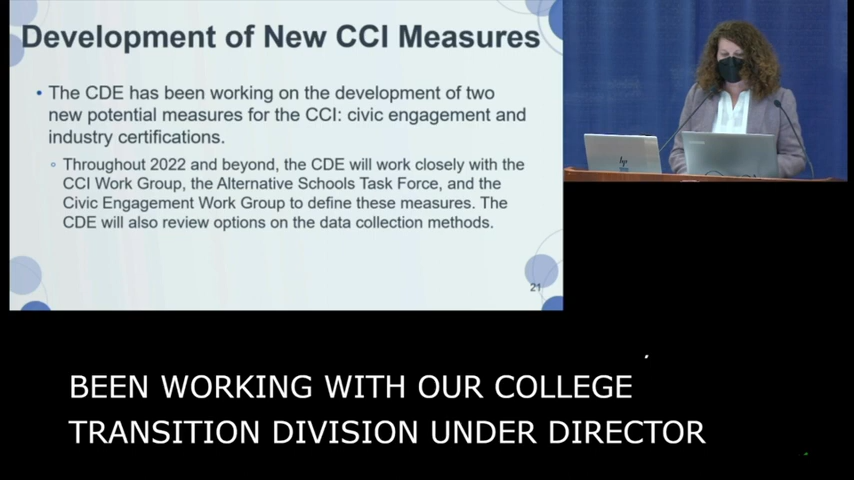 Development of New CCI Measures
• The CDE has been working on the development of two
new potential measures for the CCI: civic engagement and
industry certifications.
◦ Throughout 2022 and beyond, the CDE will work closely with the
CCI Work Group, the Alternative Schools Task Force, and the
Civic Engagement Work Group to define these measures. The
CDE will also review options on the data collection methods.
21
hp
BEEN WORKING WITH OUR COLLEGE
TRANSITION DIVISION UNDER DIRECTOR